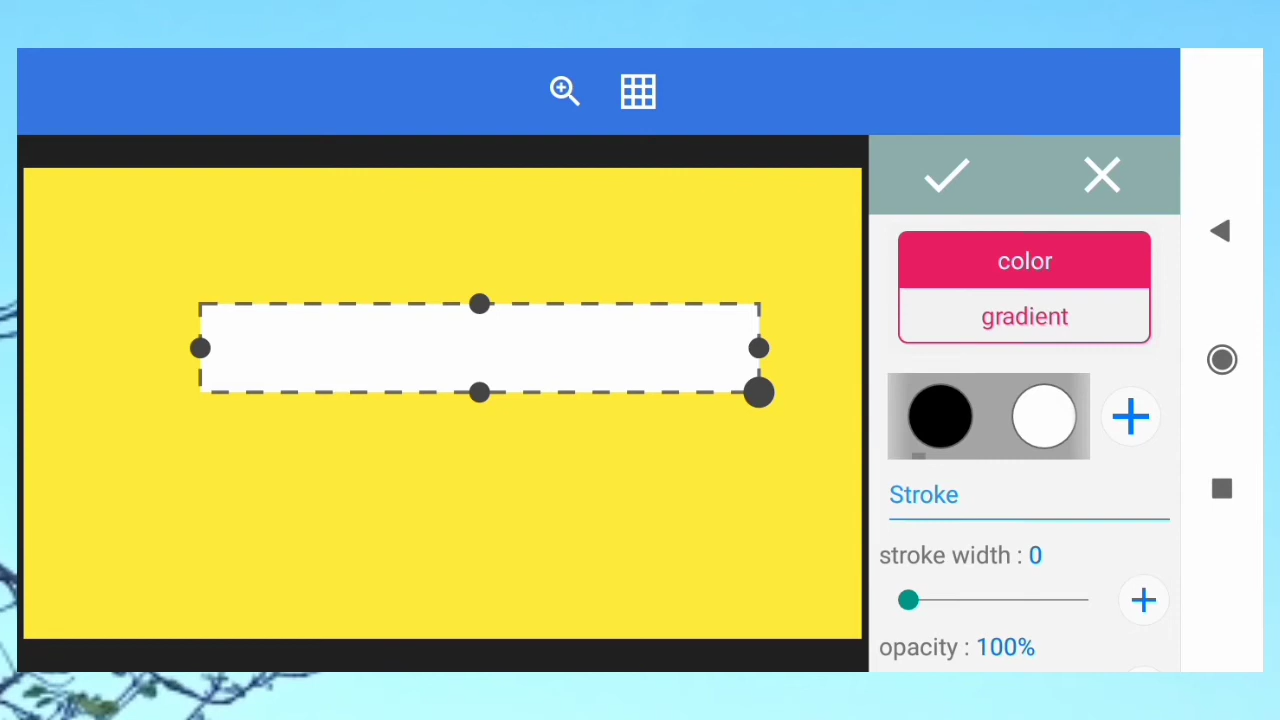 color
gradient
Stroke
stroke width : 0
opacity : 100%